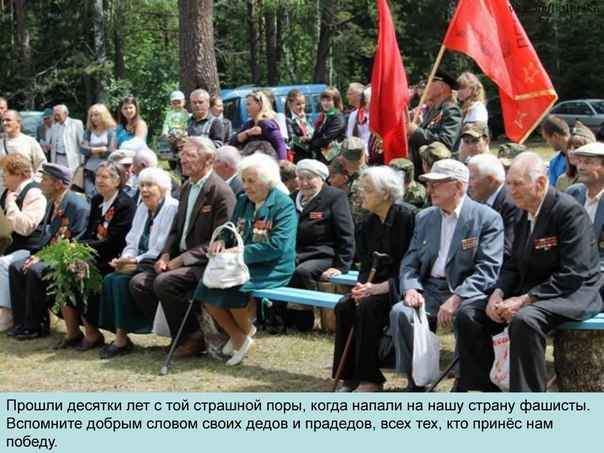 vk.com/boltuska
Прошли десятки лет с той страшной поры, когда напали на нашу страну фашисты.
Вспомните добрым словом своих дедов и прадедов, всех тех, кто принёс нам
победу.